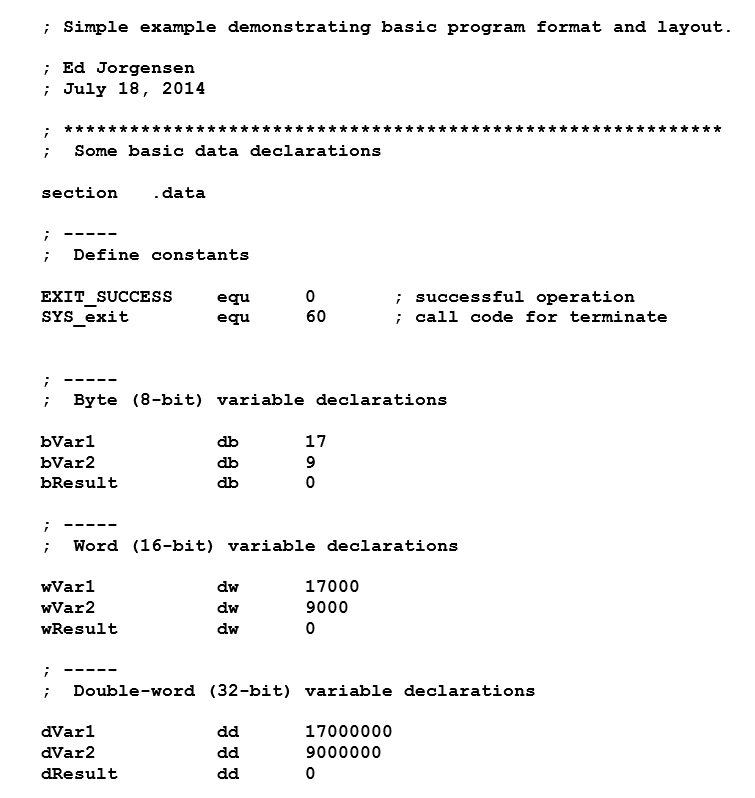 ; Simple example demonstrating basic program format and layout.
; Ed Jorgensen
; July 18, 2014
; ************************************************************
;  Some basic data declarations
section   .data
; -----
;  Define constants
EXIT_SUCCESS    equ     0       ; successful operation
SYS_exit        equ     60      ; call code for terminate
; -----
;  Byte (8-bit) variable declarations
bVar1           db      17
bVar2           db      9
bResult         db      0
; -----
;  Word (16-bit) variable declarations
wVar1           dw      17000
wVar2           dw      9000
wResult         dw      0
; -----
;  Double-word (32-bit) variable declarations
dVar1           dd      17000000
dVar2           dd      9000000
dResult         dd      0